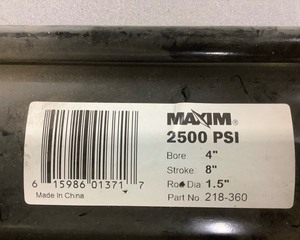 MAXIM®
2500 PSI
Bore 4"
Stroke 8"
Rod Dia 1.5"
Part No 218-360
6 15986 01371 7
Made In China